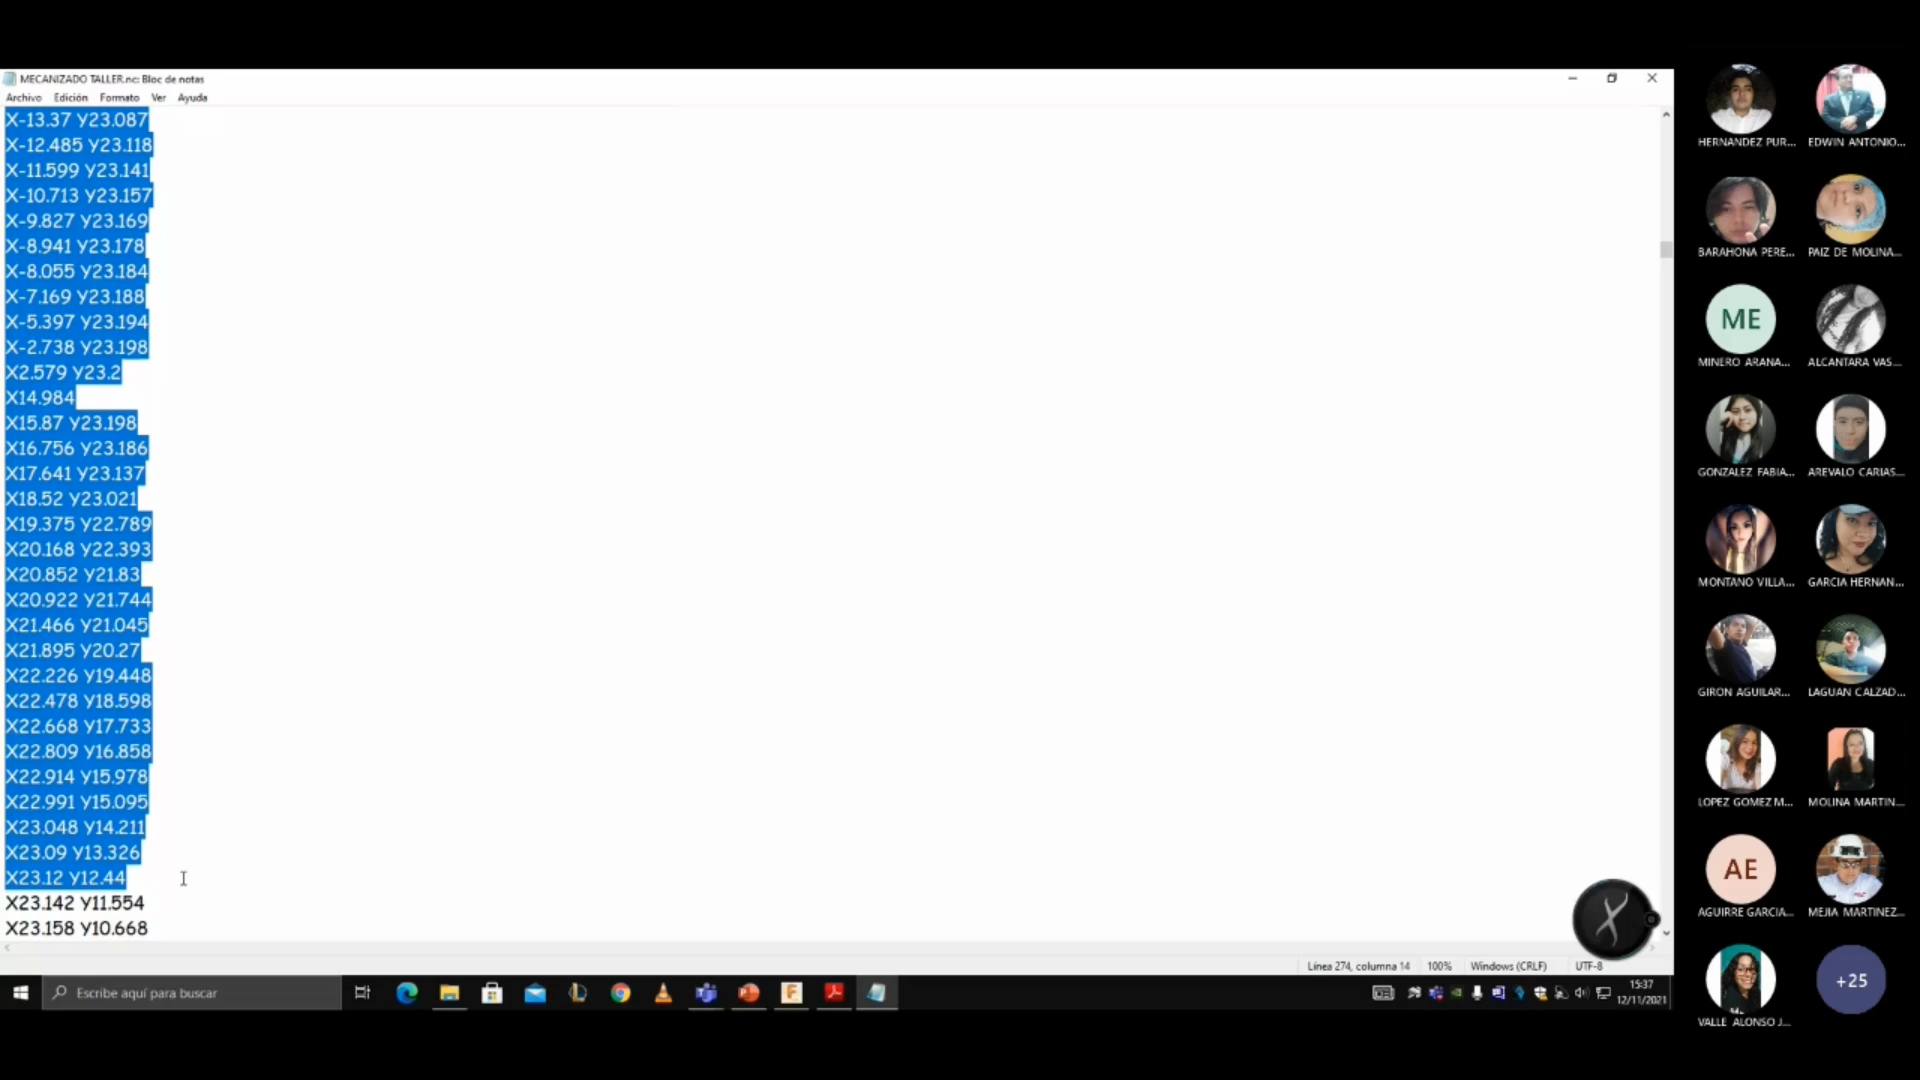 MECANIZADO TALLER.nc: Bloc de notas
Archivo Edición Formato Ver Ayuda
X-13.37 Y23.087
X-12.485 Y23.118
X-11.599 Y23.141
X-10.713 Y23.157
X-9.827 Y23.169
X-8.941 Y23.178
X-8.055 Y23.184
X-7.169 Y23.188
X-5.397 Y23.194
X-2.738 Y23.198
X2.579 Y23.2
X14.984
X15.87 Y23.198
X16.756 Y23.186
X17.641 Y23.137
X18.52 Y23.021
X19.375 Y22.789
X20.168 Y22.393
X20.852 Y21.83
X20.922 Y21.744
X21.466 Y21.045
X21.895 Y20.27
X22.226 Y19.448
X22.478 Y18.598
X22.668 Y17.733
X22.809 Y16.858
X22.914 Y15.978
X22.991 Y15.095
X23.048 Y14.211
X23.09 Y13.326
X23.12 Y12.44
X23.142 Y11.554
X23.158 Y10.668
Línea 274, columna 14 100% Windows (CRLF) UTF-8
Escribe aquí para buscar
15:37
12/11/2021
HERNANDEZ PUR... EDWIN ANTONIO...
BARAHONA PERE... PAIZ DE MOLINA...
ME
MINERO ARANA... ALCANTARA VAS...
GONZALEZ FABIA... AREVALO CARIAS...
MONTANO VILLA... GARCIA HERNAN...
GIRON AGUILAR... LAGUAN CALZAD...
LOPEZ GOMEZ M... MOLINA MARTIN...
AE
AGUIRRE GARCIA... MEJIA MARTINEZ...
+25
VALLE ALONSO J...